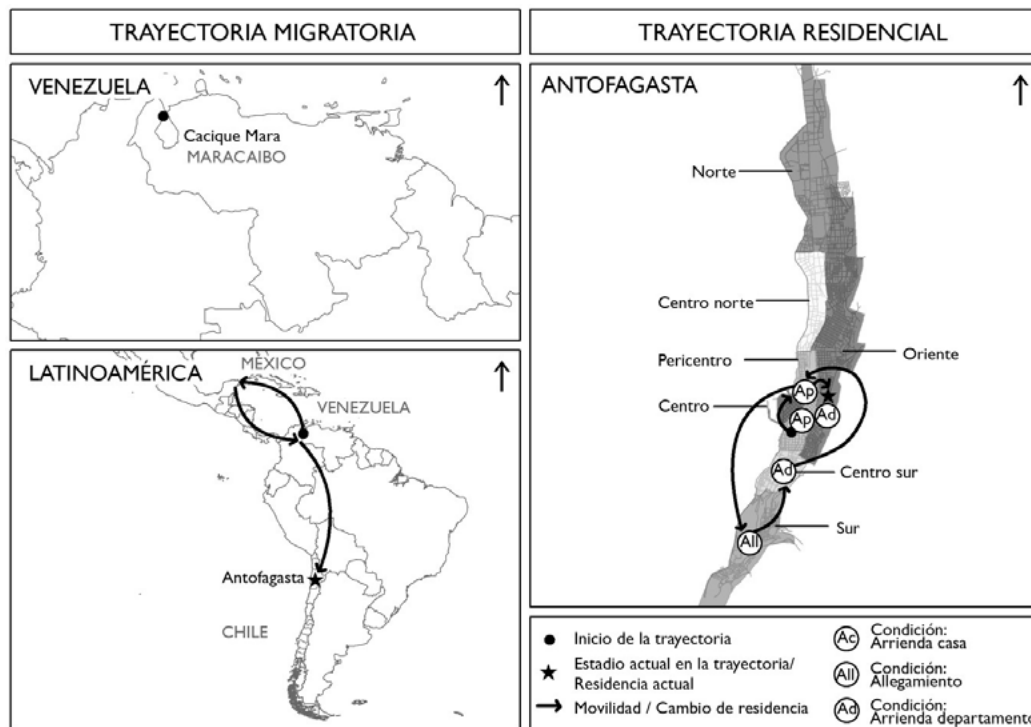 TRAYECTORIA MIGRATORIA
VENEZUELA
Cacique Mara
MARACAIBO
LATINOAMÉRICA
MÉXICO
VENEZUELA
Antofagasta
CHILE
TRAYECTORIA RESIDENCIAL
ANTOFAGASTA
Norte
Centro norte
Pericentro
Oriente
Centro
Ap
Ap
Ad
Ad
Centro sur
Sur
All
Inicio de la trayectoria
Estadio actual en la trayectoria/
Residencia actual
Movilidad / Cambio de residencia
Ac
Condición:
Arrienda casa
All
Condición:
Allegamiento
Ad
Condición:
Arrienda departamento